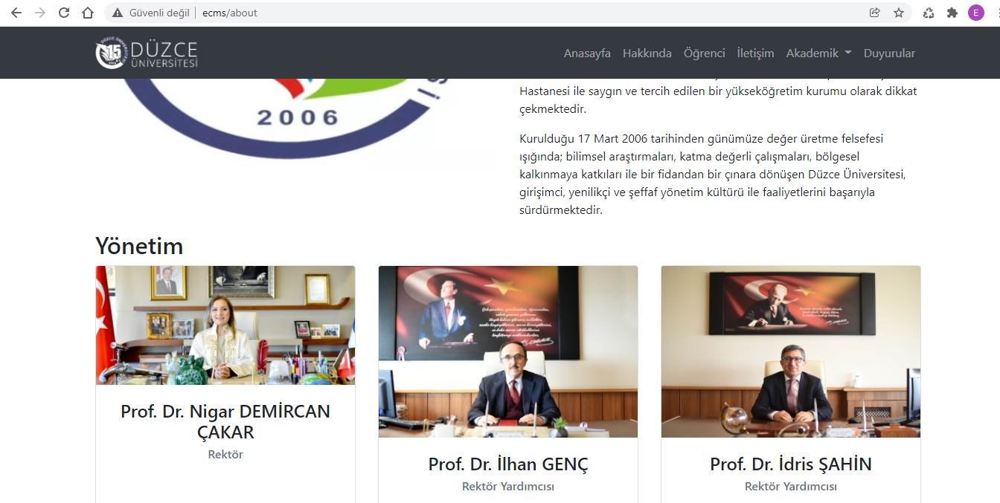 Güvenli değil
ecms/about
E
DÜZCE ÜNİVERSİTESİ
15
DÜZCE
ÜNİVERSİTESİ
Anasayfa Hakkında Öğrenci İletişim Akademik Duyurular
2006
Hastanesi ile saygın ve tercih edilen bir yükseköğretim kurumu olarak dikkat
çekmektedir.
Kurulduğu 17 Mart 2006 tarihinden günümüze değer üretme felsefesi
ışığında; bilimsel araştırmaları, katma değerli çalışmaları, bölgesel
kalkınmaya katkıları ile bir fidandan bir çınara dönüşen Düzce Üniversitesi,
girişimci, yenilikçi ve şeffaf yönetim kültürü ile faaliyetlerini başarıyla
sürdürmektedir.
Yönetim
Prof. Dr. Nigar DEMİRCAN
ÇAKAR
Rektör
Prof. Dr. İlhan GENÇ
Rektör Yardımcısı
Prof. Dr. İdris ŞAHİN
Rektör Yardımcısı